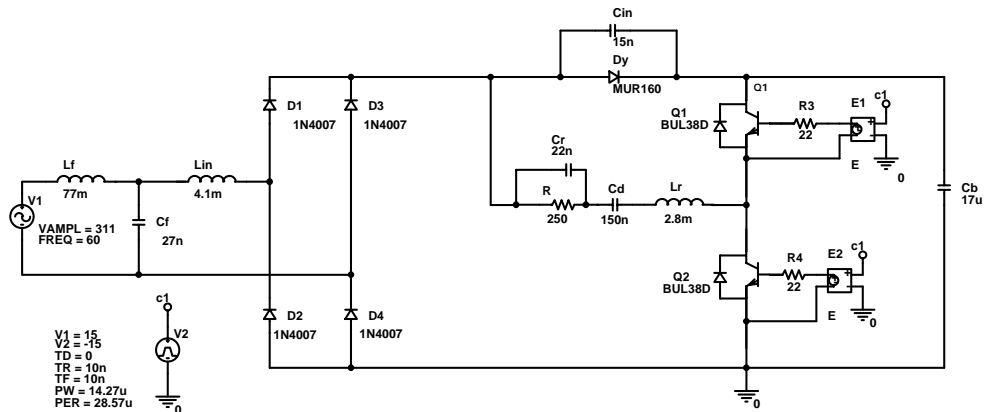 Cin
15n
Dy
MUR160
Q1
c1
D1
1N4007
D3
1N4007
Q1
BUL38D
R3
22
E1
E
0
Cr
22n
Lf
77m
Lin
4.1m
R
250
Cd
150n
Lr
2.8m
Cb
17u
V1
VAMPL = 311
FREQ = 60
Cf
27n
c1
E2
R4
22
Q2
BUL38D
E
0
c1
V2
D2
1N4007
D4
1N4007
V1 = 15
V2 = -15
TD = 0
TR = 10n
TF = 10n
PW = 14.27u
PER = 28.57u
0
0